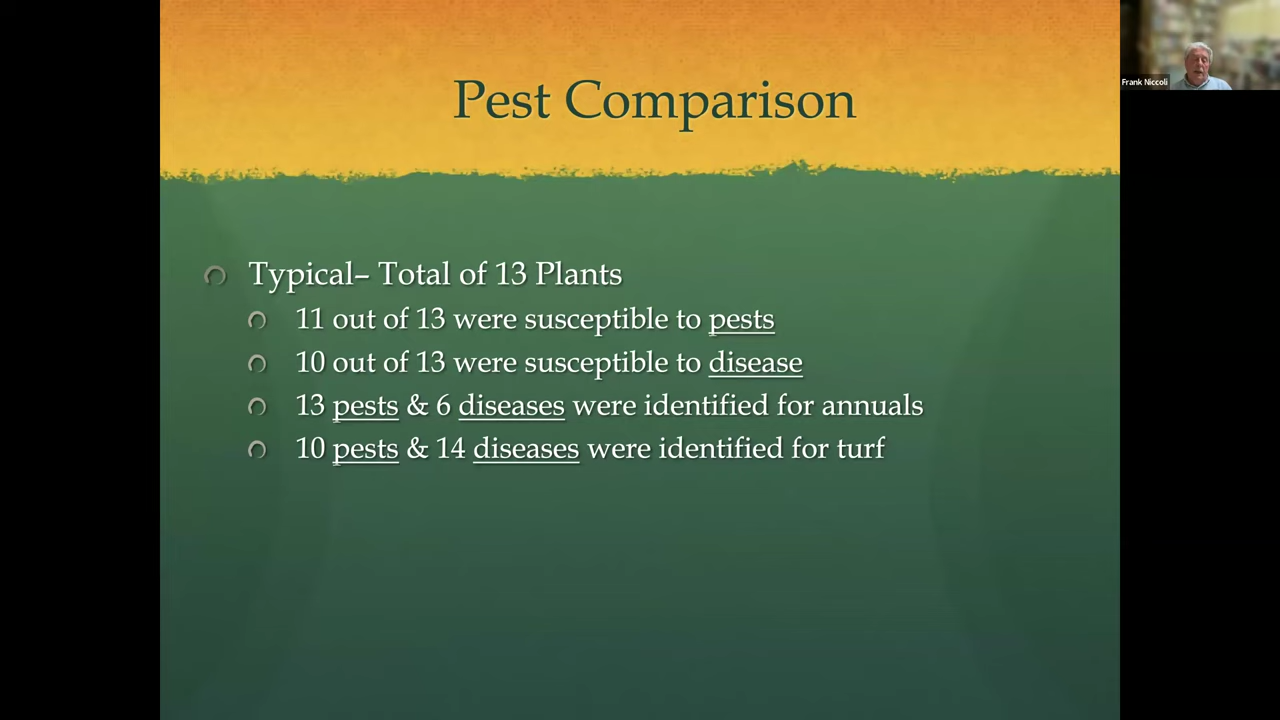 Pest Comparison
Frank Niccoli
Typical– Total of 13 Plants
11 out of 13 were susceptible to pests
10 out of 13 were susceptible to disease
13 pests & 6 diseases were identified for annuals
10 pests & 14 diseases were identified for turf